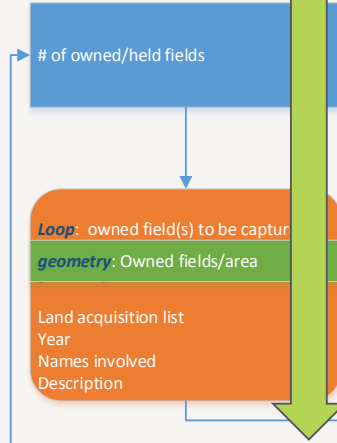 # of owned/held fields
Loop: owned field(s) to be captur
geometry: Owned fields/area
Land acquisition list
Year
Names involved
Description